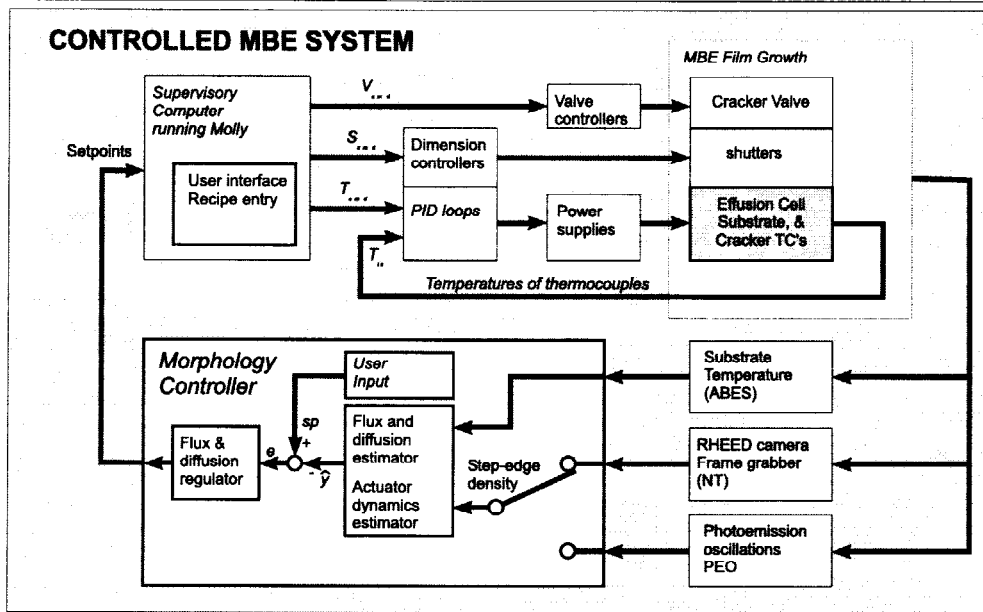 CONTROLLED MBE SYSTEM
MBE Film Growth
Supervisory
Computer
running Molly
User interface
Recipe entry
Setpoints
V
S
T
T
Valve
controllers
Dimension
controllers
PID loops
Power
supplies
Cracker Valve
shutters
Effusion Cell
Substrate, &
Cracker TC's
Temperatures of thermocouples
Morphology
Controller
User
Input
sp
+
e
- ŷ
Flux &
diffusion
regulator
Flux and
diffusion
estimator
Actuator
dynamics
estimator
Step-edge
density
Substrate
Temperature
(ABES)
RHEED camera
Frame grabber
(NT)
Photoemission
oscillations
PEO